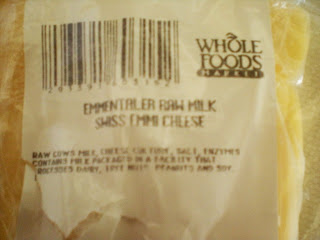 WHOLE
FOODS
MARKET
EMMENTALER RAW MILK
SWISS EMMI CHEESE
RAW COWS MILK, CHEESE CULTURE, SALT, ENZYMES
CONTAINS MILK PACKAGED IN A FACILITY THAT
PROCESSES DAIRY, TREE NUTS, PEANUTS AND SOY.